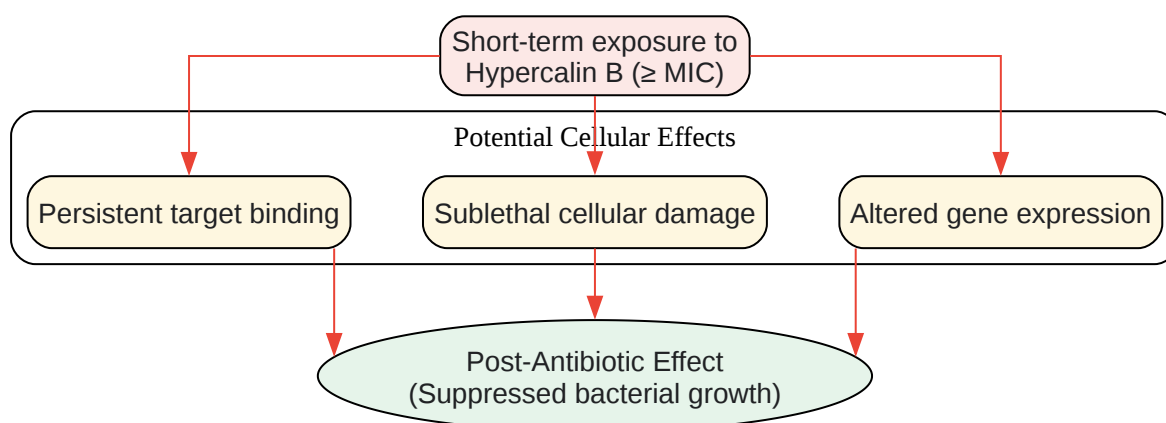 Short-term exposure to
Hypercalin B (≥ MIC)
Potential Cellular Effects
Persistent target binding
Sublethal cellular damage
Altered gene expression
Post-Antibiotic Effect
(Suppressed bacterial growth)